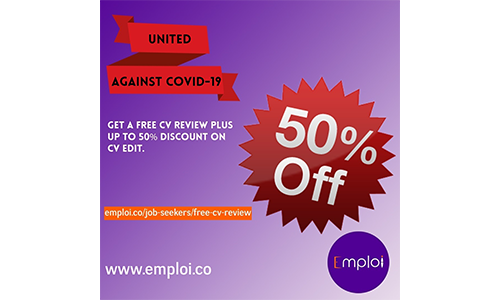 UNITED
AGAINST COVID-19
GET A FREE CV REVIEW PLUS
UP TO 50% DISCOUNT ON
CV EDIT.
50%
Off
emploi.co/job-seekers/free-cv-review
www.emploi.co
Emploi